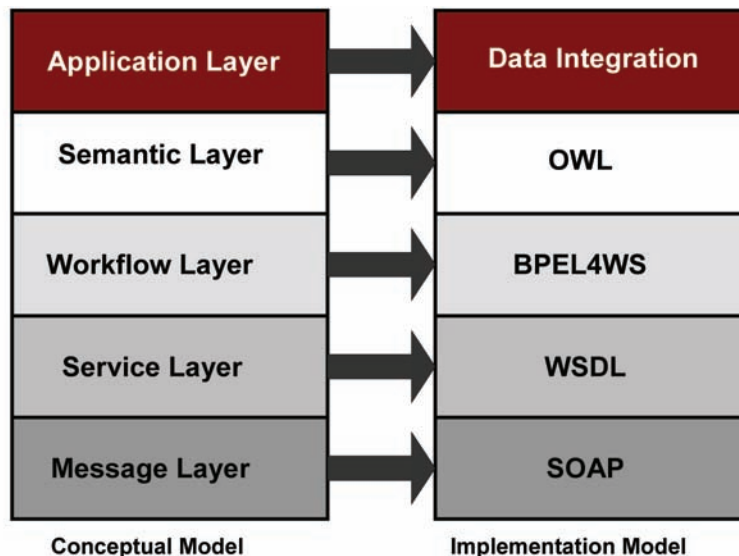 Application Layer
Data Integration
Semantic Layer
OWL
Workflow Layer
BPEL4WS
Service Layer
WSDL
Message Layer
SOAP
Conceptual Model
Implementation Model